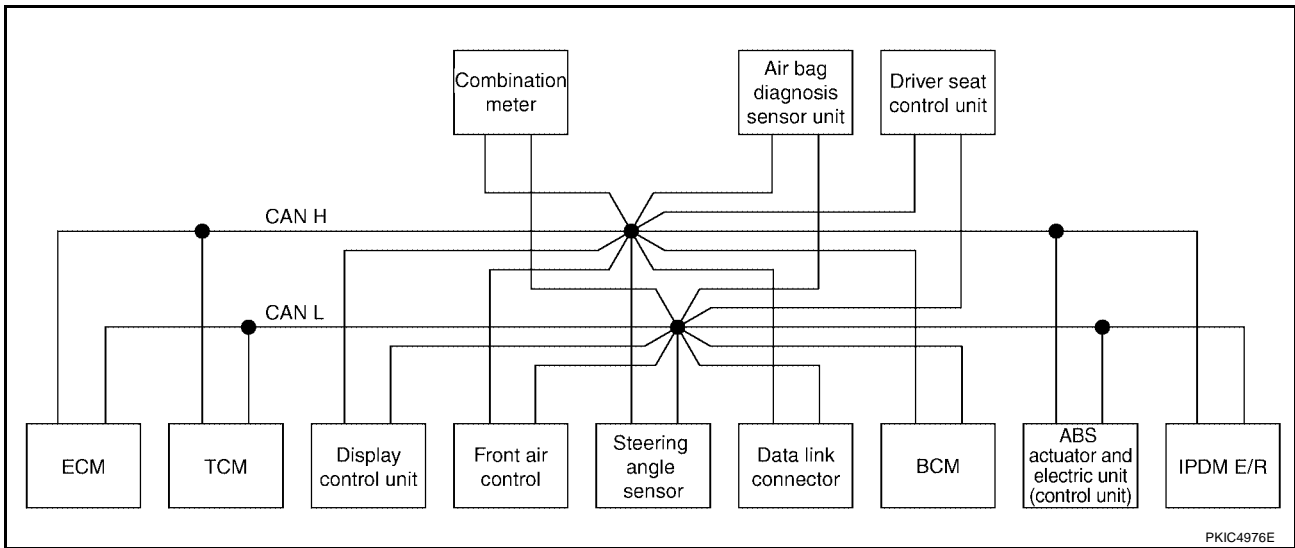 Combination
meter
Air bag
diagnosis
sensor unit
Driver seat
control unit
CAN H
CAN L
ECM
TCM
Display
control unit
Front air
control
Steering
angle
sensor
Data link
connector
BCM
ABS
actuator and
electric unit
(control unit)
IPDM E/R
PKIC4976E